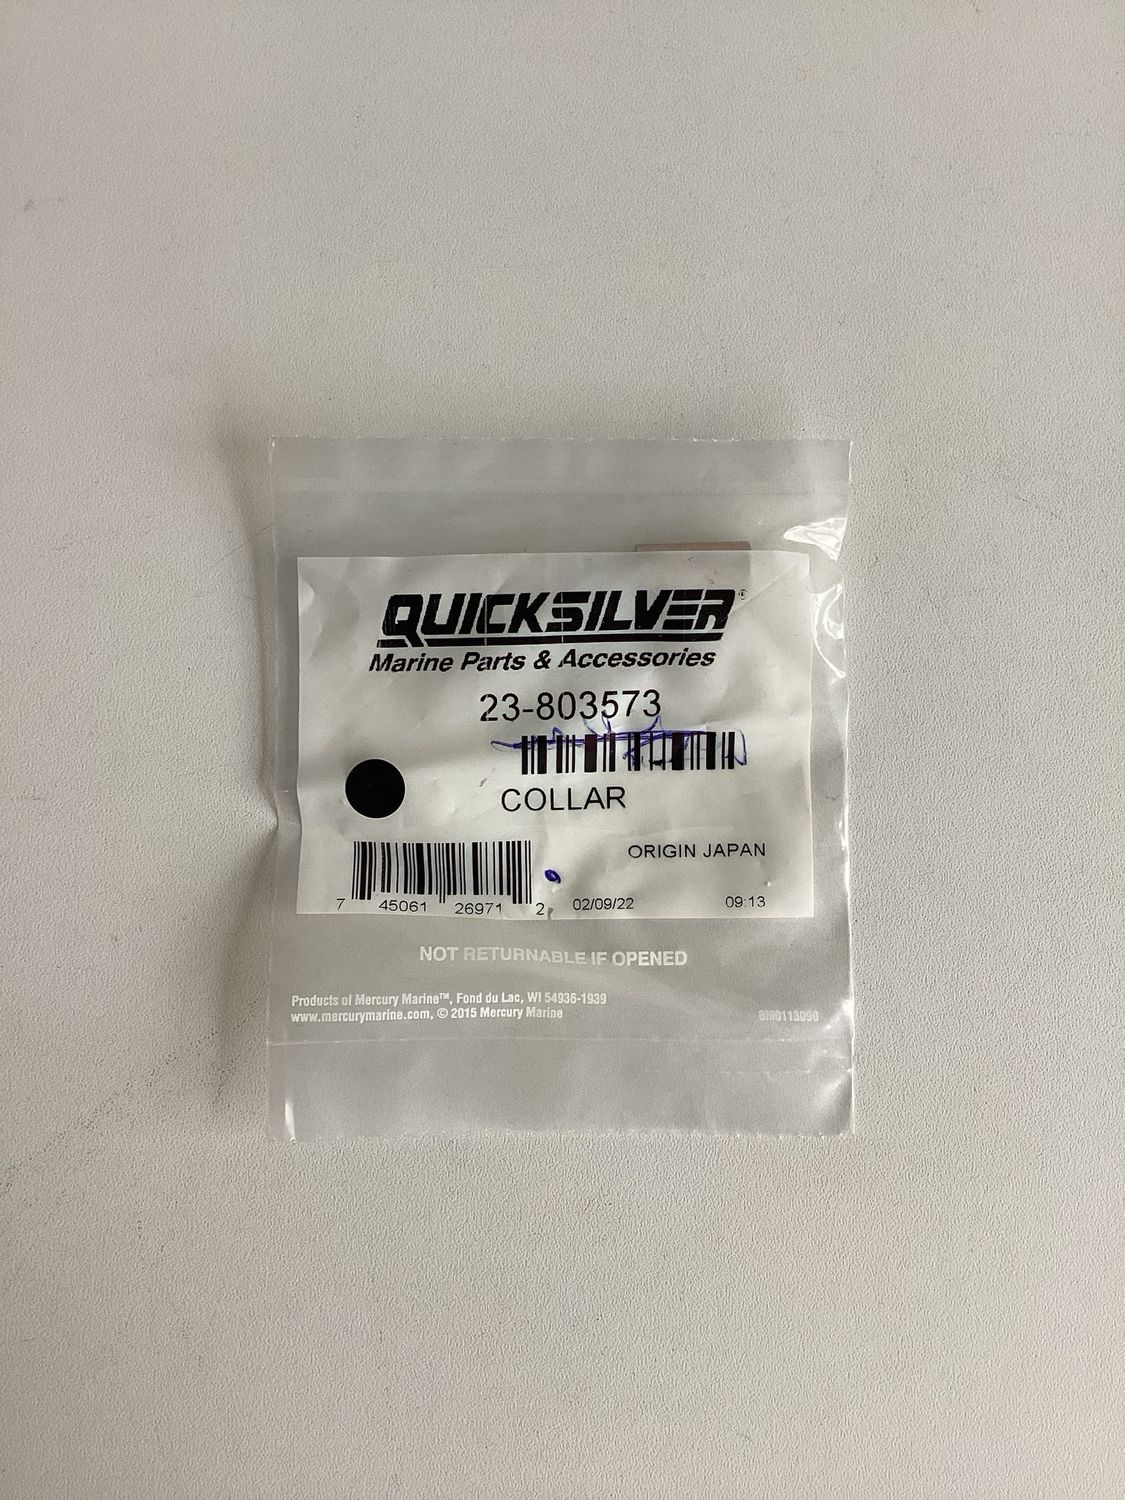 QUICKSILVER®
Marine Parts & Accessories
23-803573
COLLAR
ORIGIN JAPAN
7 45061 26971 2
02/09/22 09:13
NOT RETURNABLE IF OPENED
Products of Mercury Marine™, Fond du Lac, WI 54936-1939
www.mercurymarine.com, © 2015 Mercury Marine
8M0113090